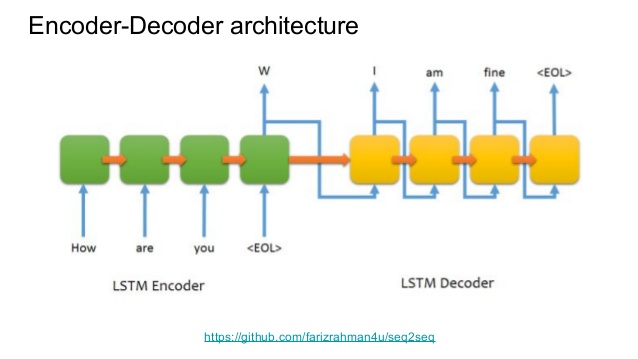 Encoder-Decoder architecture
W I am fine <EOL>
How are you <EOL>
LSTM Encoder
LSTM Decoder
https://github.com/farizrahman4u/seq2seq